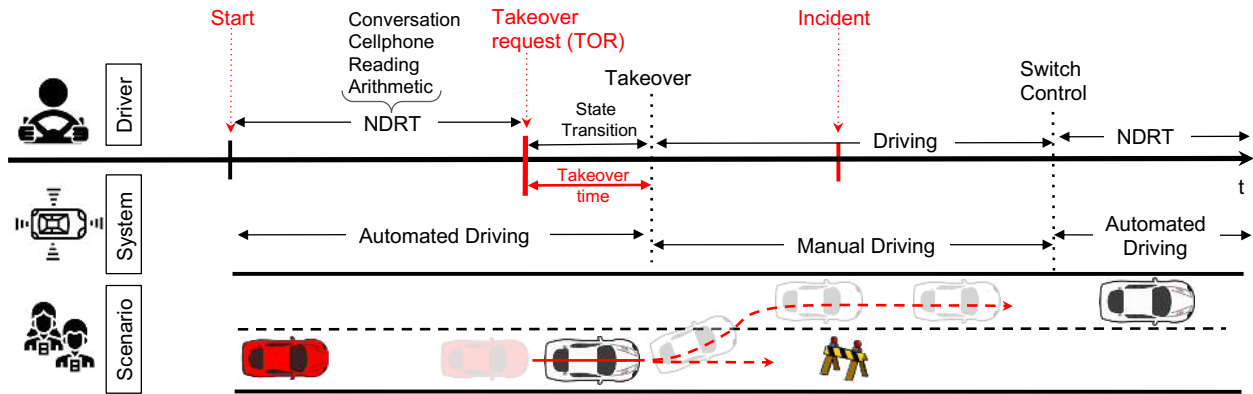 Start
Conversation
Cellphone
Reading
Arithmetic
Takeover
request (TOR)
Incident
Driver
NDRT
State
Transition
Takeover
Driving
Switch
Control
NDRT
Takeover
time
t
System
Automated Driving
Manual Driving
Automated
Driving
Scenario